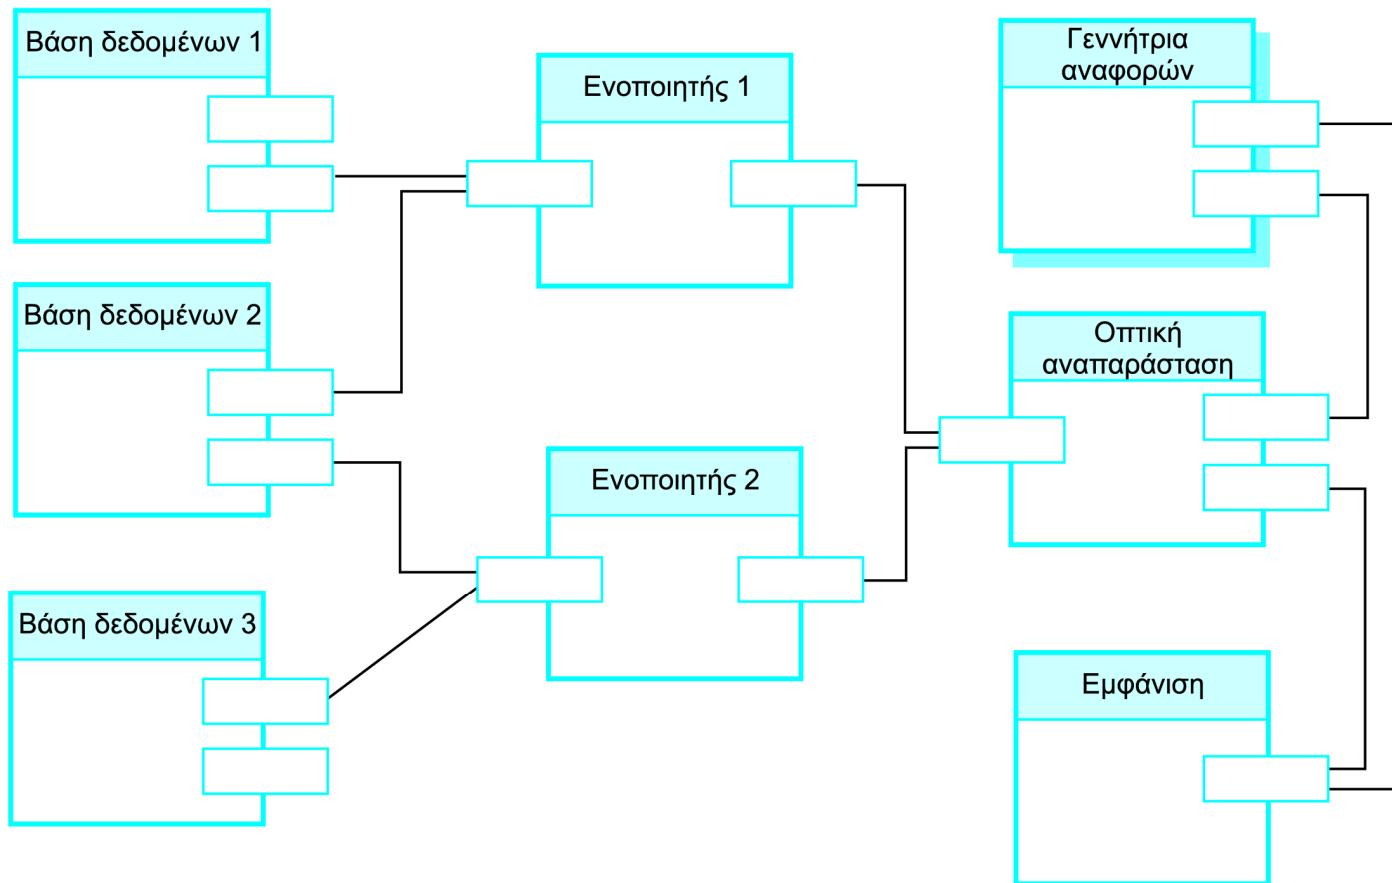 Βάση δεδομένων 1
Ενοποιητής 1
Γεννήτρια
αναφορών
Βάση δεδομένων 2
Οπτική
αναπαράσταση
Ενοποιητής 2
Βάση δεδομένων 3
Εμφάνιση